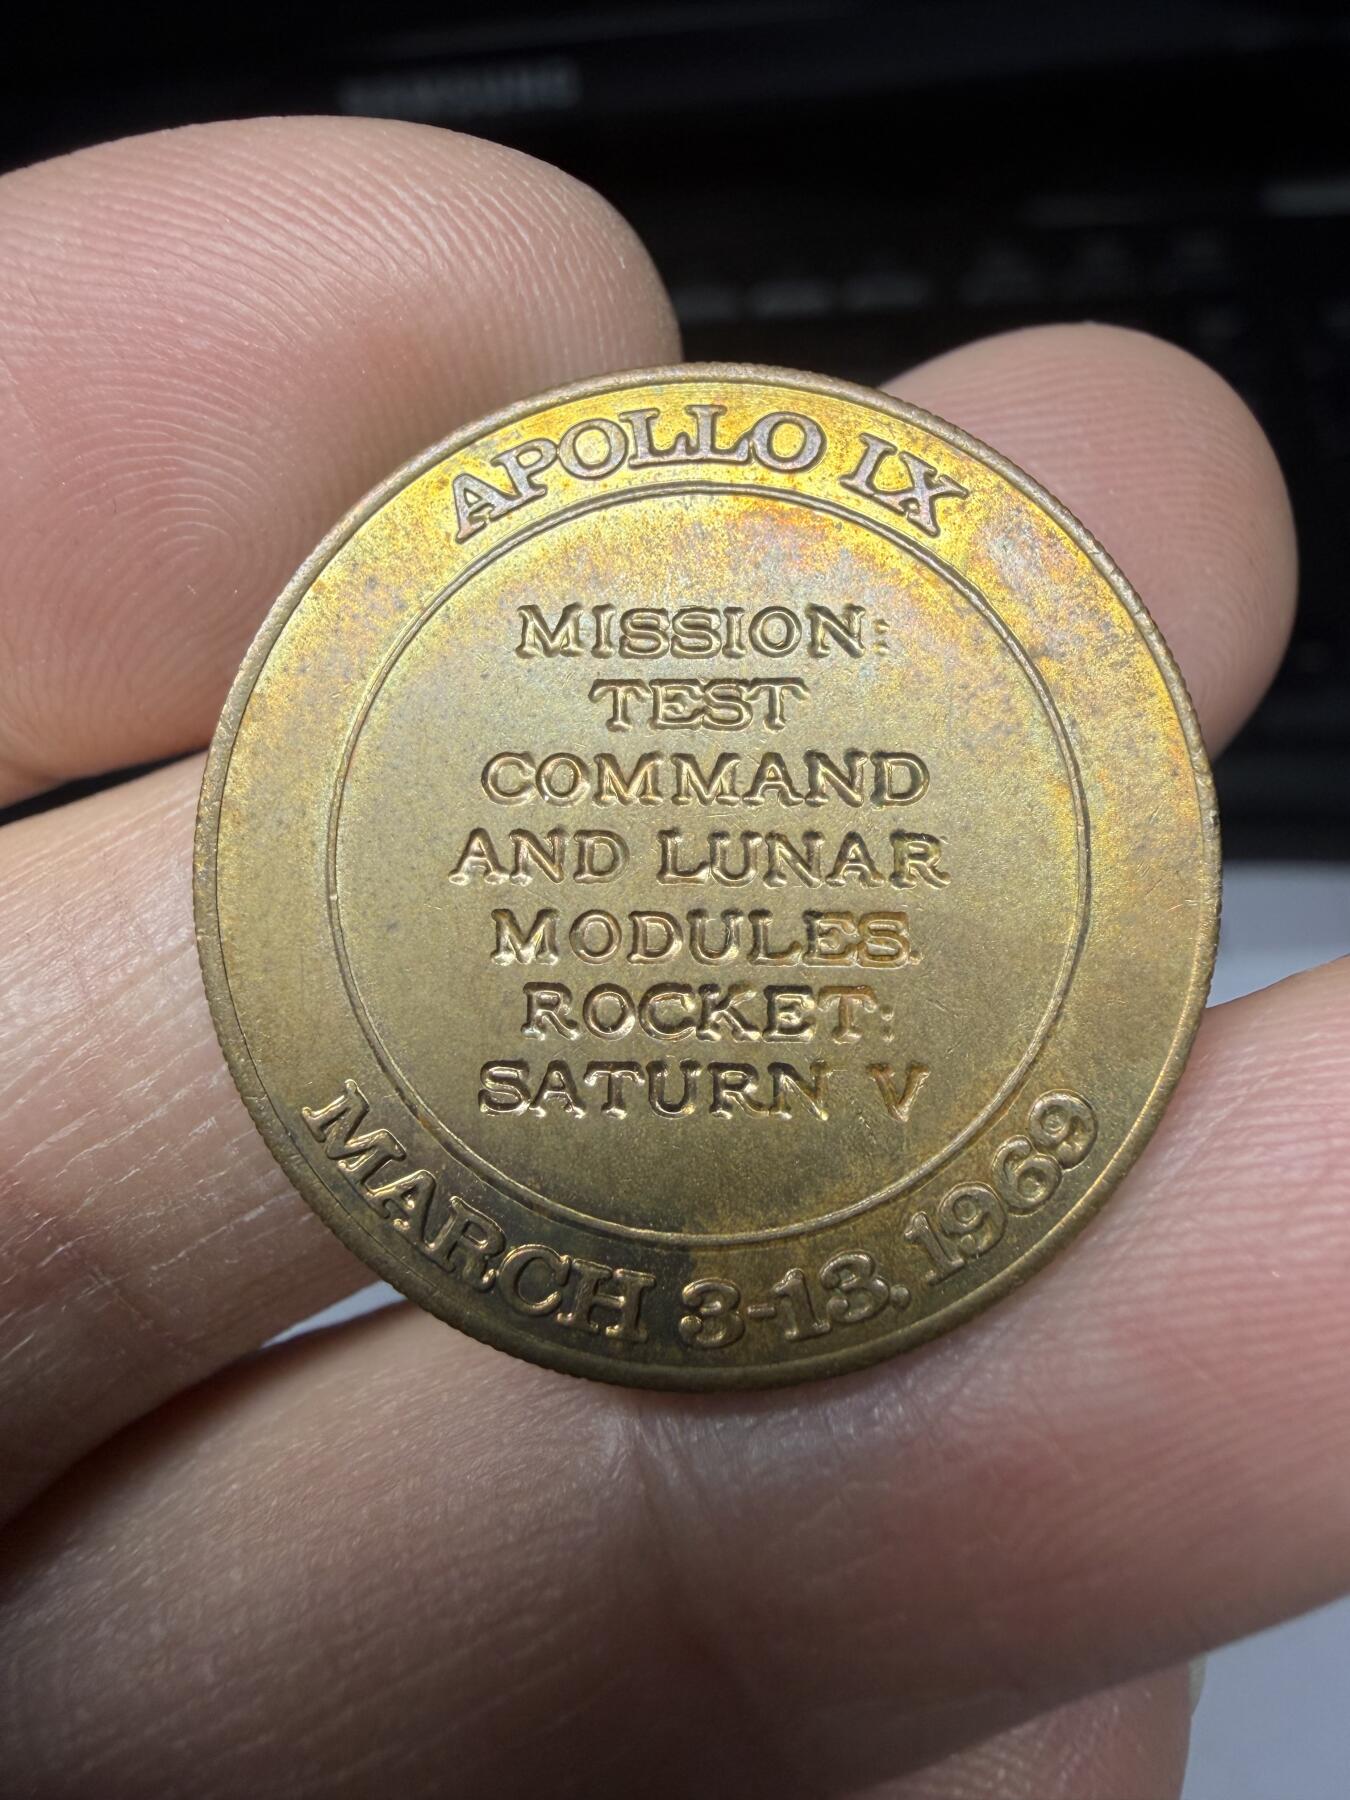 APOLLO IX
MISSION:
TEST
COMMAND
AND LUNAR
MODULES.
ROCKET:
SATURN V
MARCH 3-13, 1969